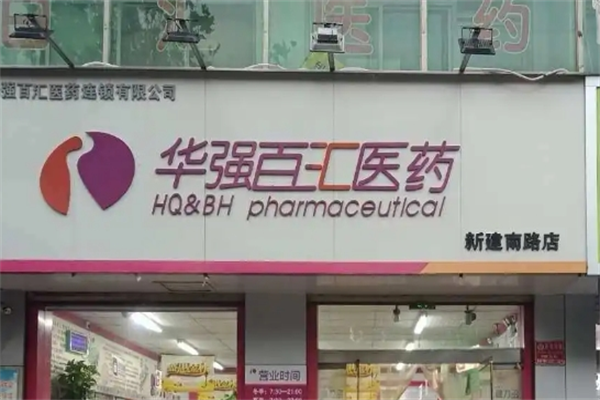 强百汇医药连锁有限公司
华强百汇医药
HQ&BH pharmaceutical
新建南路店
营业时间